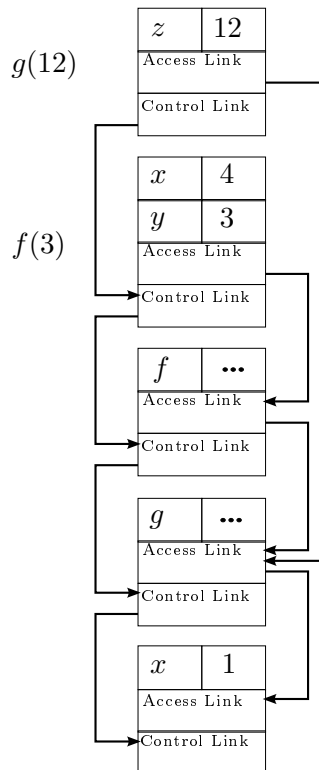 z 12
g(12)
Access Link
Control Link
x 4
y 3
f(3)
Access Link
Control Link
f ...
Access Link
Control Link
g ...
Access Link
Control Link
x 1
Access Link
Control Link